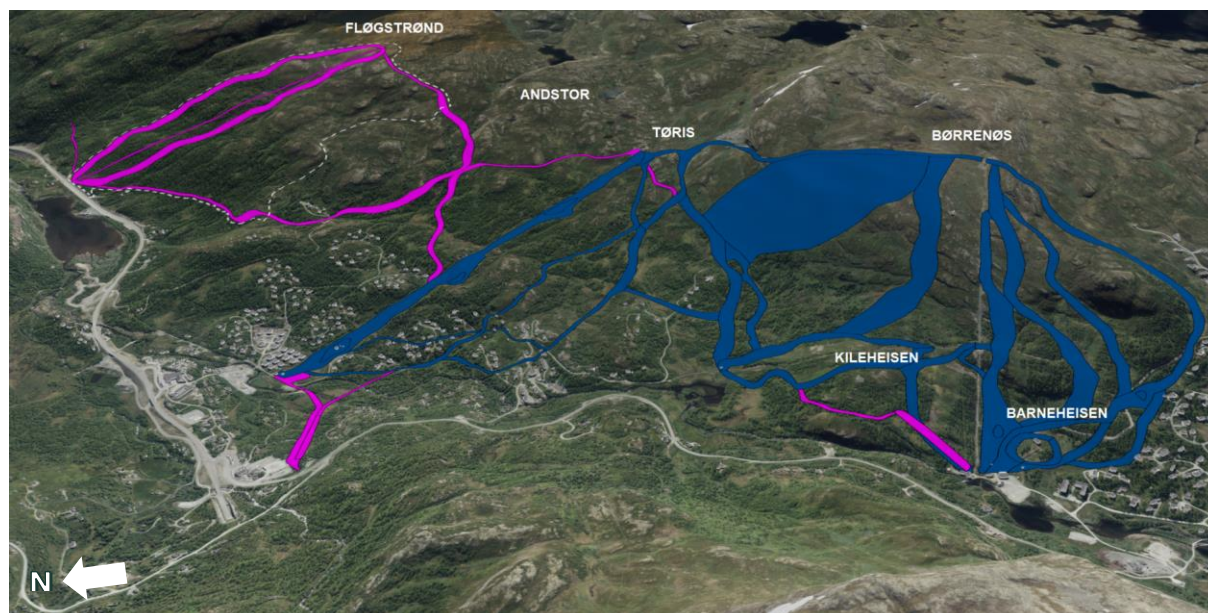 FLØGSTRØND
ANDSTOR
TØRIS
BØRRENØS
KILEHEISEN
BARNEHEISEN
N